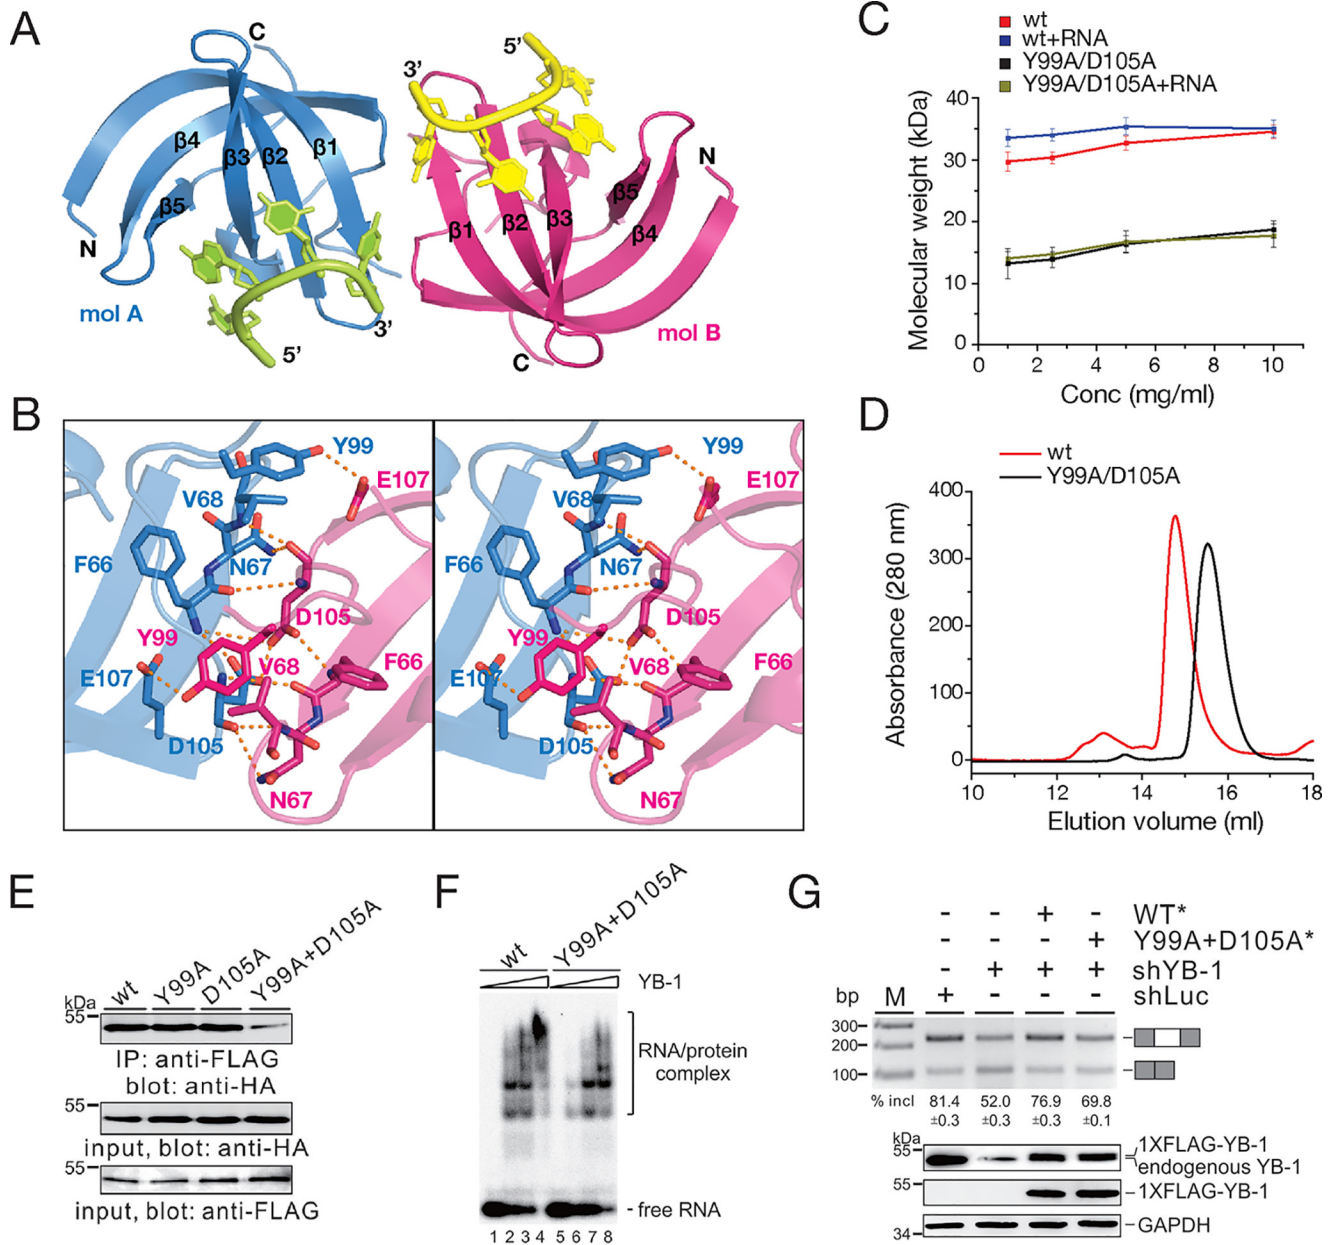 A
C
5'
3'
β4
β3
β2
β1
β5
N
mol A
5'
3'
N
β5
β1
β2
β3
β4
mol B
C
C
wt
wt+RNA
Y99A/D105A
Y99A/D105A+RNA
Molecular weight (kDa)
40
30
20
10
0
0
2
4
6
8
10
Conc (mg/ml)
B
Y99
E107
V68
F66
N67
D105
Y99
V68
F66
E107
D105
N67
Y99
E107
V68
F66
N67
D105
Y99
V68
F66
E107
D105
N67
D
wt
Y99A/D105A
Absorbance (280 nm)
400
300
200
100
0
10
12
14
16
18
Elution volume (ml)
E
wt
Y99A
D105A
Y99A+D105A
kDa
55
IP: anti-FLAG
blot: anti-HA
55
input, blot: anti-HA
55
input, blot: anti-FLAG
F
wt
Y99A+D105A
YB-1
RNA/protein
complex
free RNA
1 2 3 4 5 6 7 8
G
- - + - WT*
- - - + Y99A+D105A*
- + + + shYB-1
bp M + - - - shLuc
300
200
100
% incl 81.4 52.0 76.9 69.8
±0.3 ±0.3 ±0.3 ±0.1
kDa
55
1XFLAG-YB-1
endogenous YB-1
55
1XFLAG-YB-1
34
GAPDH